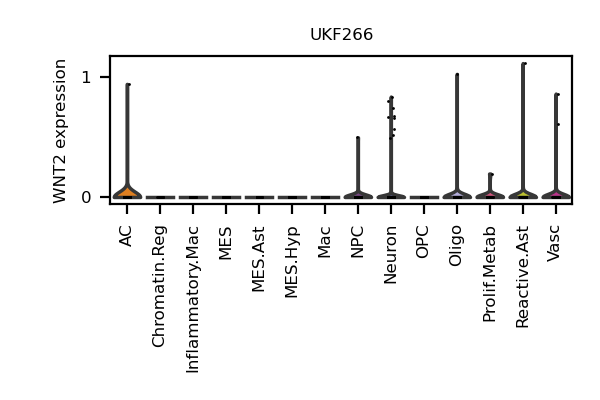 UKF266
WNT2 expression
1
0
AC
Chromatin.Reg
Inflammatory.Mac
MES
MES.Ast
MES.Hyp
Mac
NPC
Neuron
OPC
Oligo
Prolif.Metab
Reactive.Ast
Vasc